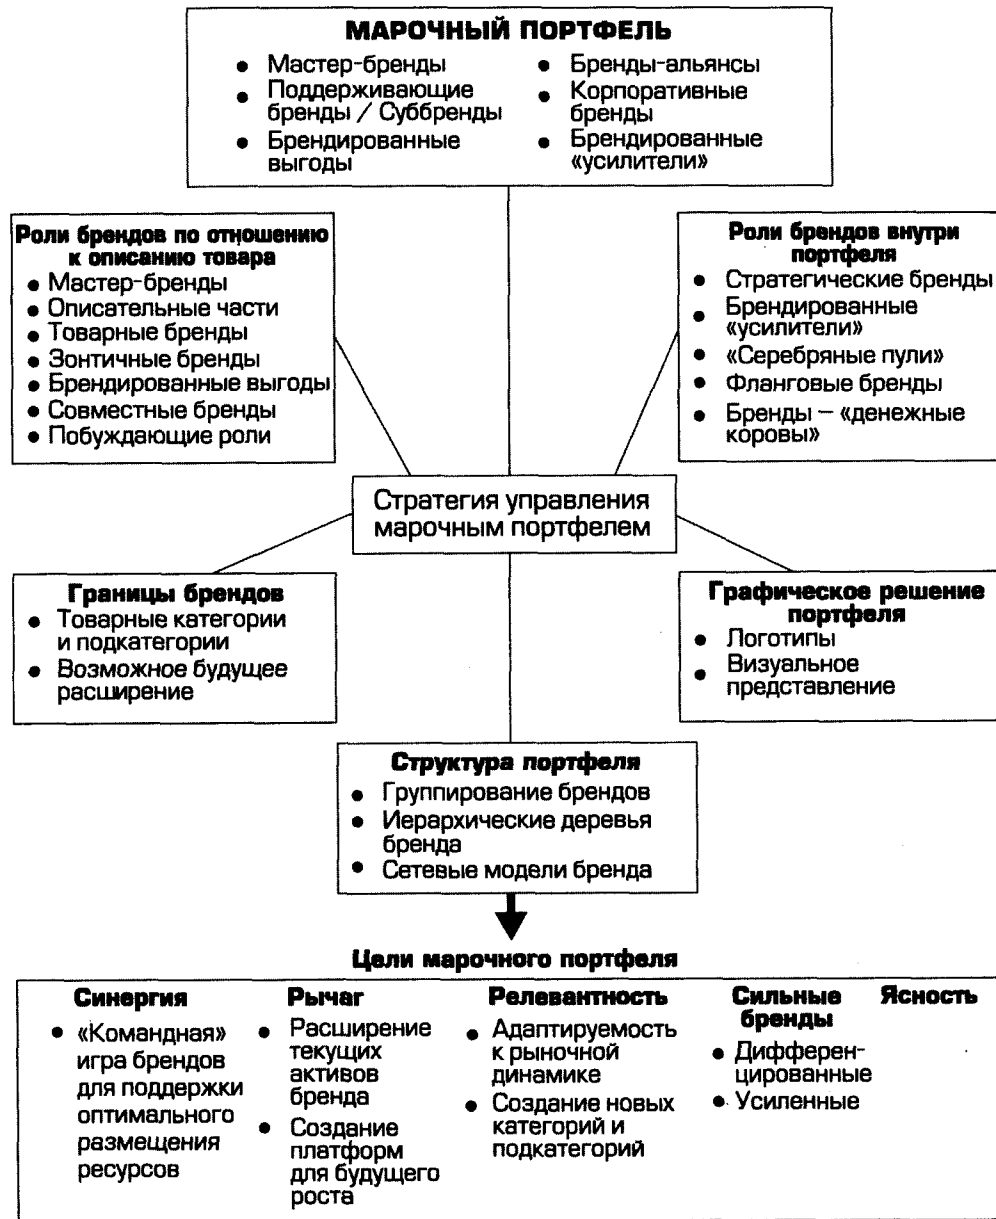 МАРОЧНЫЙ ПОРТФЕЛЬ
• Мастер-бренды
• Поддерживающие
бренды / Суббренды
• Брендированные
выгоды
• Бренды-альянсы
• Корпоративные
бренды
• Брендированные
«усилители»
Роли брендов по отношению
к описанию товара
• Мастер-бренды
• Описательные части
• Товарные бренды
• Зонтичные бренды
• Брендированные выгоды
• Совместные бренды
• Побуждающие роли
Роли брендов внутри
портфеля
• Стратегические бренды
• Брендированные
«усилители»
• «Серебряные пули»
• Фланговые бренды
• Бренды – «денежные
коровы»
Стратегия управления
марочным портфелем
Границы брендов
• Товарные категории
и подкатегории
• Возможное будущее
расширение
Графическое решение
портфеля
• Логотипы
• Визуальное
представление
Структура портфеля
• Группирование брендов
• Иерархические деревья
бренда
• Сетевые модели бренда
Цели марочного портфеля
Синергия
• «Командная»
игра брендов
для поддержки
оптимального
размещения
ресурсов
Рычаг
• Расширение
текущих
активов
бренда
• Создание
платформ
для будущего
роста
Релевантность
• Адаптируемость
к рыночной
динамике
• Создание новых
категорий и
подкатегорий
Сильные
бренды
• Дифферен-
цированные
• Усиленные
Ясность